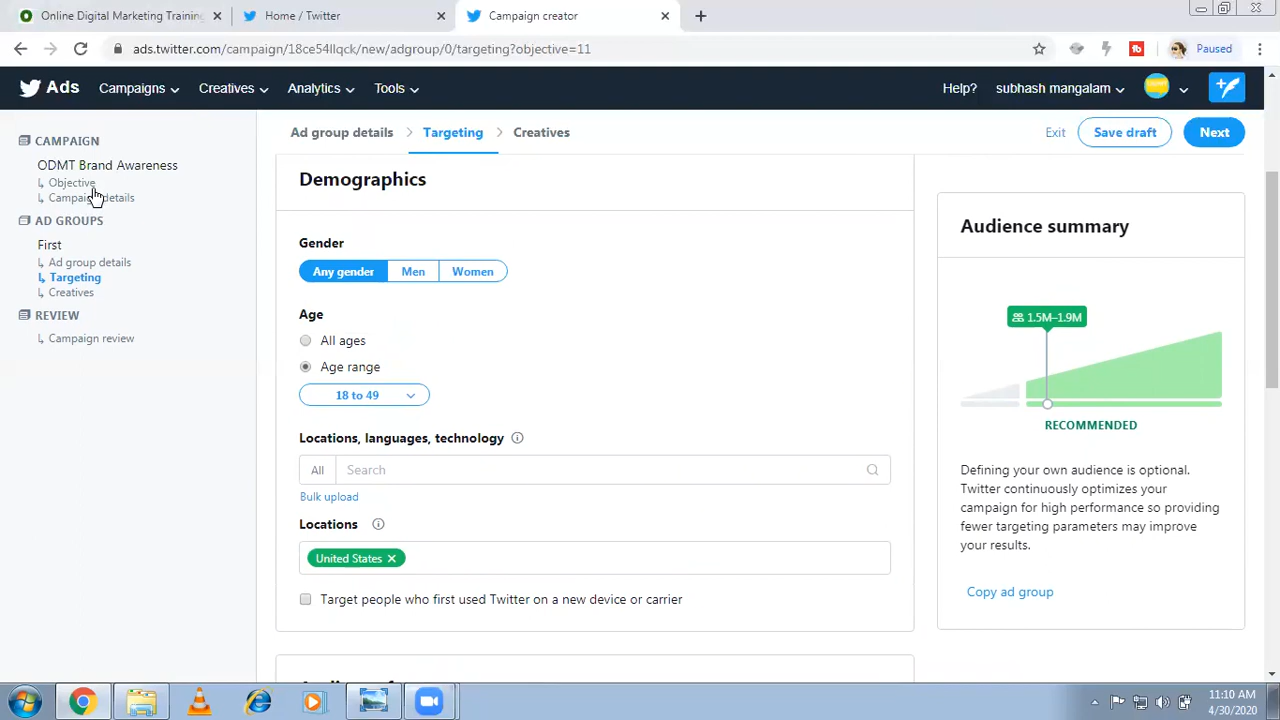 Online Digital Marketing Training
Home / Twitter
Campaign creator
ads.twitter.com/campaign/18ce54llqck/new/adgroup/0/targeting?objective=11
Paused
Ads
Campaigns
Creatives
Analytics
Tools
Help?
subhash mangalam
CAMPAIGN
ODMT Brand Awareness
Objective
Campaign details
AD GROUPS
First
Ad group details
Targeting
Creatives
REVIEW
Campaign review
Ad group details > Targeting > Creatives
Exit
Save draft
Next
Demographics
Gender
Any gender
Men
Women
Age
All ages
Age range
18 to 49
Locations, languages, technology
All
Search
Bulk upload
Locations
United States
Target people who first used Twitter on a new device or carrier
Audience summary
1.5M–1.9M
RECOMMENDED
Defining your own audience is optional.
Twitter continuously optimizes your
campaign for high performance so providing
fewer targeting parameters may improve
your results.
Copy ad group
11:10 AM
4/30/2020